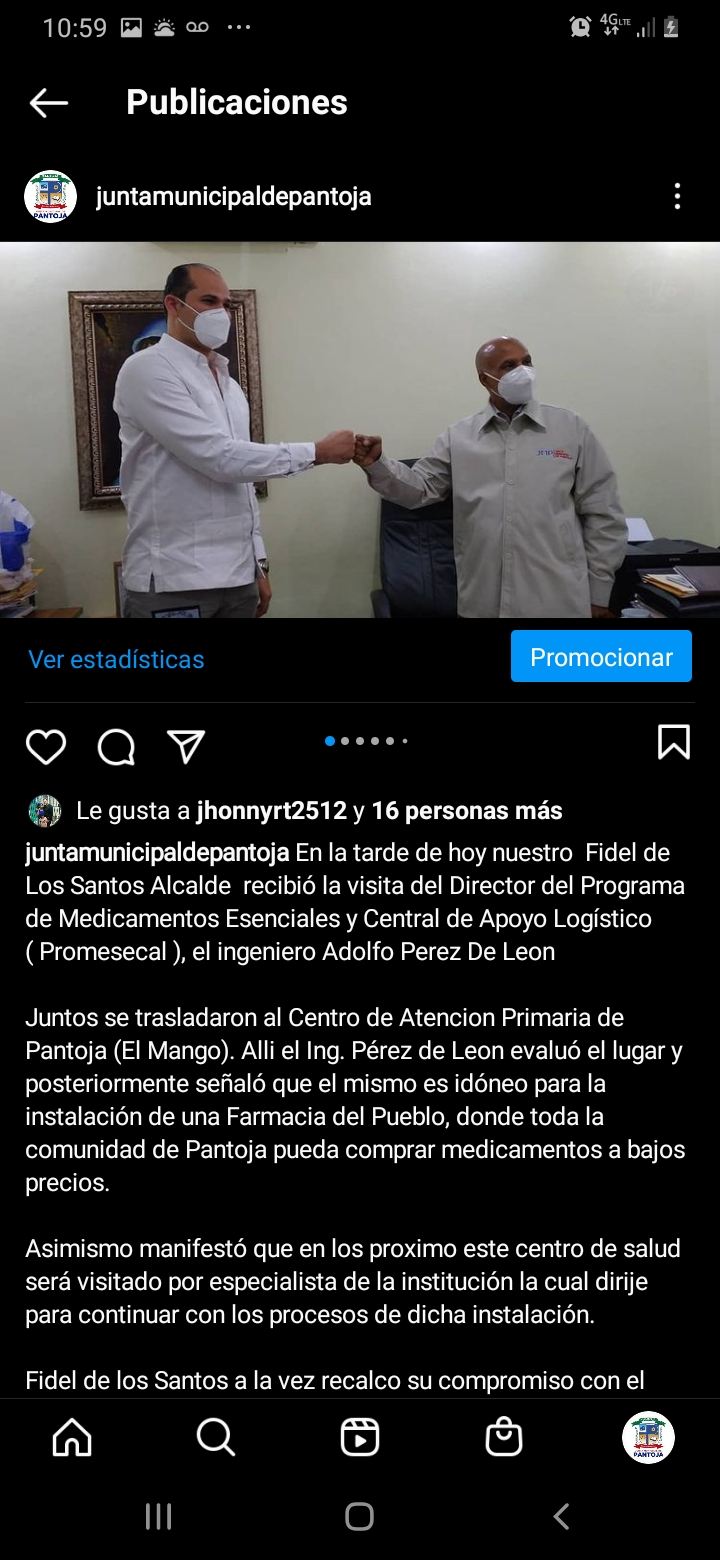 10:59
4G LTE
Publicaciones
PANTOJA
juntamunicipaldepantoja
Ver estadísticas
Promocionar
Le gusta a jhonnyrt2512 y 16 personas más
juntamunicipaldepantoja En la tarde de hoy nuestro  Fidel de
Los Santos Alcalde  recibió la visita del Director del Programa
de Medicamentos Esenciales y Central de Apoyo Logístico
( Promesecal ), el ingeniero Adolfo Perez De Leon
Juntos se trasladaron al Centro de Atencion Primaria de
Pantoja (El Mango). Alli el Ing. Pérez de Leon evaluó el lugar y
posteriormente señaló que el mismo es idóneo para la
instalación de una Farmacia del Pueblo, donde toda la
comunidad de Pantoja pueda comprar medicamentos a bajos
precios.
Asimismo manifestó que en los proximo este centro de salud
será visitado por especialista de la institución la cual dirije
para continuar con los procesos de dicha instalación.
Fidel de los Santos a la vez recalco su compromiso con el
PANTOJA